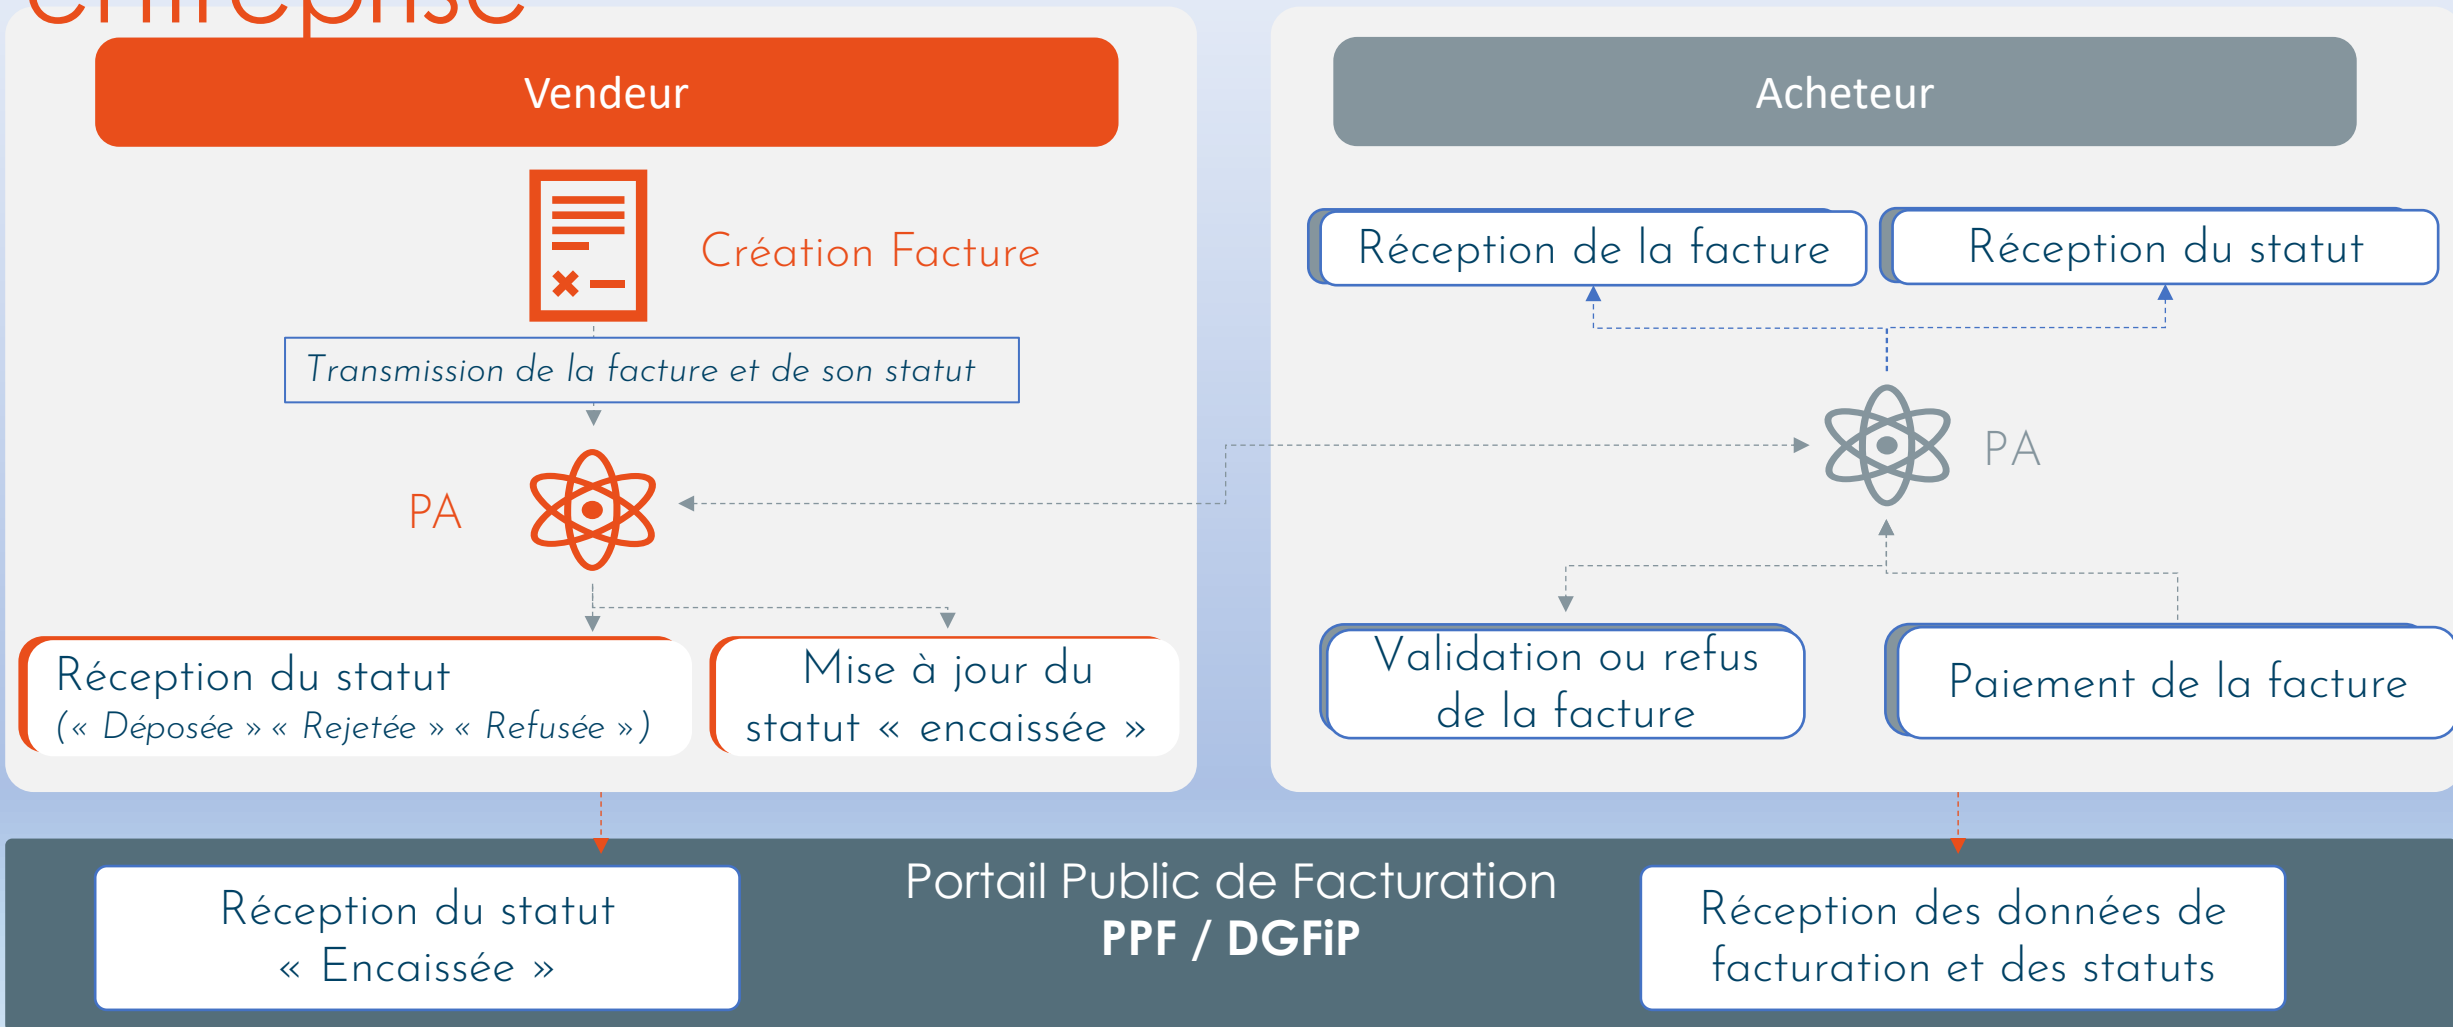 entreprise
Vendeur
Création Facture
Transmission de la facture et de son statut
PA
Réception du statut
(« Déposée » « Rejetée » « Refusée »)
Mise à jour du
statut « encaissée »
Acheteur
Réception de la facture
Réception du statut
PA
Validation ou refus
de la facture
Paiement de la facture
Portail Public de Facturation
PPF / DGFiP
Réception du statut
« Encaissée »
Réception des données de
facturation et des statuts